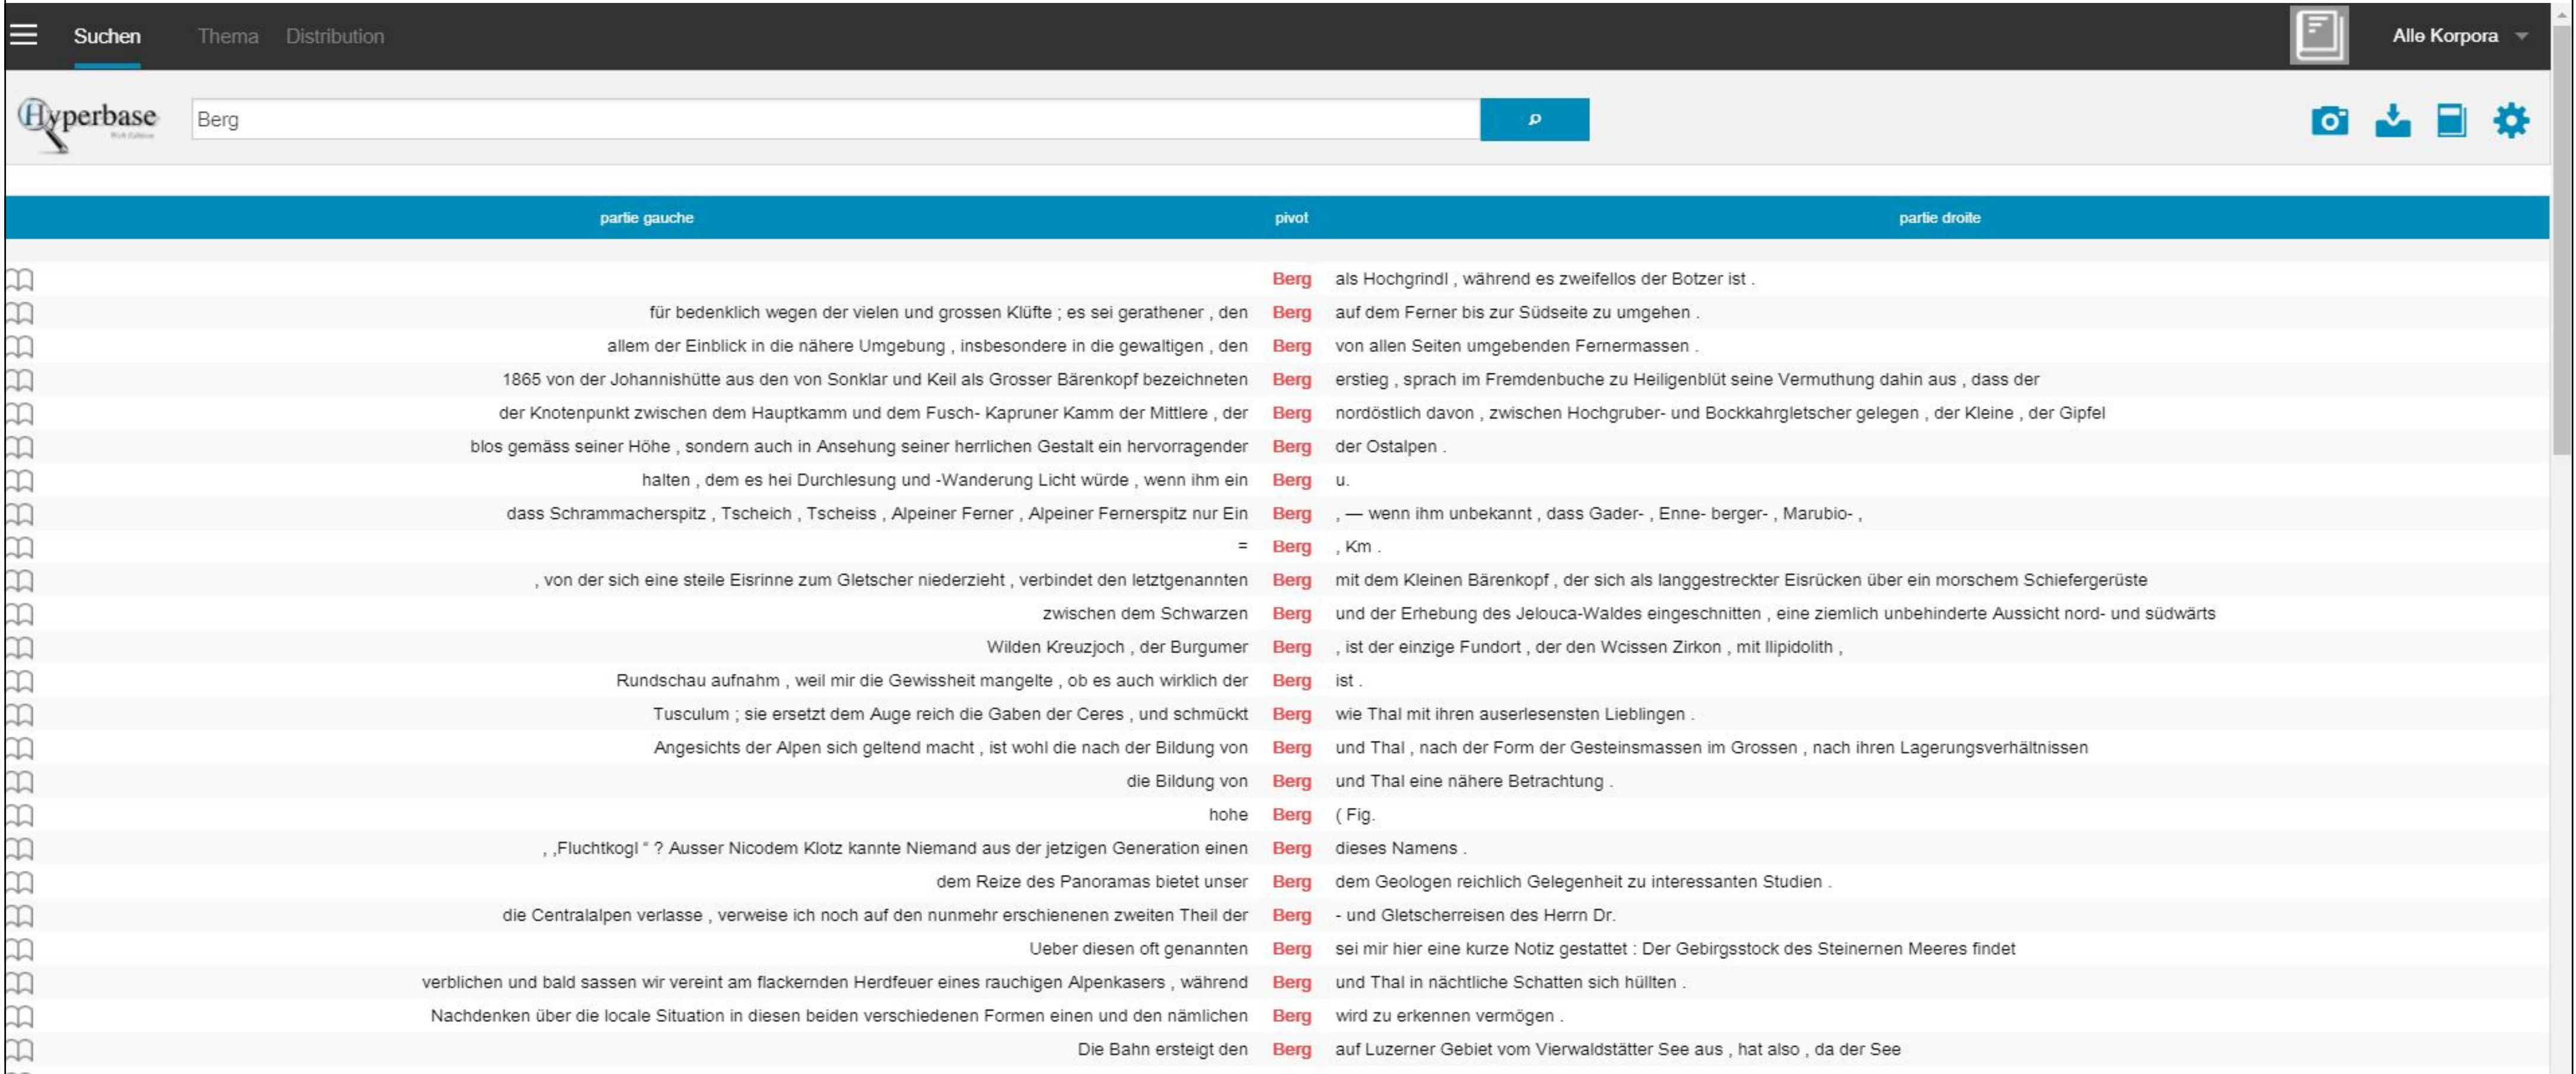 Suchen Thema Distribution Alle Korpora
Hyperbase Berg
Web Edition
partie gauche pivot partie droite
Berg als Hochgrindl , während es zweifellos der Botzer ist .
für bedenklich wegen der vielen und grossen Klüfte ; es sei gerathener , den Berg auf dem Ferner bis zur Südseite zu umgehen .
allem der Einblick in die nähere Umgebung , insbesondere in die gewaltigen , den Berg von allen Seiten umgebenden Fernermassen .
1865 von der Johannishütte aus den von Sonklar und Keil als Grosser Bärenkopf bezeichneten Berg erstieg , sprach im Fremdenbuche zu Heiligenblüt seine Vermuthung dahin aus , dass der
der Knotenpunkt zwischen dem Hauptkamm und dem Fusch- Kapruner Kamm der Mittlere , der Berg nordöstlich davon , zwischen Hochgruber- und Bockkahrgletscher gelegen , der Kleine , der Gipfel
blos gemäss seiner Höhe , sondern auch in Ansehung seiner herrlichen Gestalt ein hervorragender Berg der Ostalpen .
halten , dem es hei Durchlesung und -Wanderung Licht würde , wenn ihm ein Berg u.
dass Schrammacherspitz , Tscheich , Tscheiss , Alpeiner Ferner , Alpeiner Fernerspitz nur Ein Berg , — wenn ihm unbekannt , dass Gader- , Enne- berger- , Marubio- ,
= Berg , Km .
, von der sich eine steile Eisrinne zum Gletscher niederzieht , verbindet den letztgenannten Berg mit dem Kleinen Bärenkopf , der sich als langgestreckter Eisrücken über ein morschem Schiefergerüste
zwischen dem Schwarzen Berg und der Erhebung des Jelouca-Waldes eingeschnitten , eine ziemlich unbehinderte Aussicht nord- und südwärts
Wilden Kreuzjoch , der Burgumer Berg , ist der einzige Fundort , der den Wcissen Zirkon , mit llipidolith ,
Rundschau aufnahm , weil mir die Gewissheit mangelte , ob es auch wirklich der Berg ist .
Tusculum ; sie ersetzt dem Auge reich die Gaben der Ceres , und schmückt Berg wie Thal mit ihren auserlesensten Lieblingen .
Angesichts der Alpen sich geltend macht , ist wohl die nach der Bildung von Berg und Thal , nach der Form der Gesteinsmassen im Grossen , nach ihren Lagerungsverhältnissen
die Bildung von Berg und Thal eine nähere Betrachtung .
hohe Berg ( Fig.
, ,Fluchtkogl “ ? Ausser Nicodem Klotz kannte Niemand aus der jetzigen Generation einen Berg dieses Namens .
dem Reize des Panoramas bietet unser Berg dem Geologen reichlich Gelegenheit zu interessanten Studien .
die Centralalpen verlasse , verweise ich noch auf den nunmehr erschienenen zweiten Theil der Berg - und Gletscherreisen des Herrn Dr.
Ueber diesen oft genannten Berg sei mir hier eine kurze Notiz gestattet : Der Gebirgsstock des Steinernen Meeres findet
verblichen und bald sassen wir vereint am flackernden Herdfeuer eines rauchigen Alpenkasers , während Berg und Thal in nächtliche Schatten sich hüllten .
Nachdenken über die locale Situation in diesen beiden verschiedenen Formen einen und den nämlichen Berg wird zu erkennen vermögen .
Die Bahn ersteigt den Berg auf Luzerner Gebiet vom Vierwaldstätter See aus , hat also , da der See